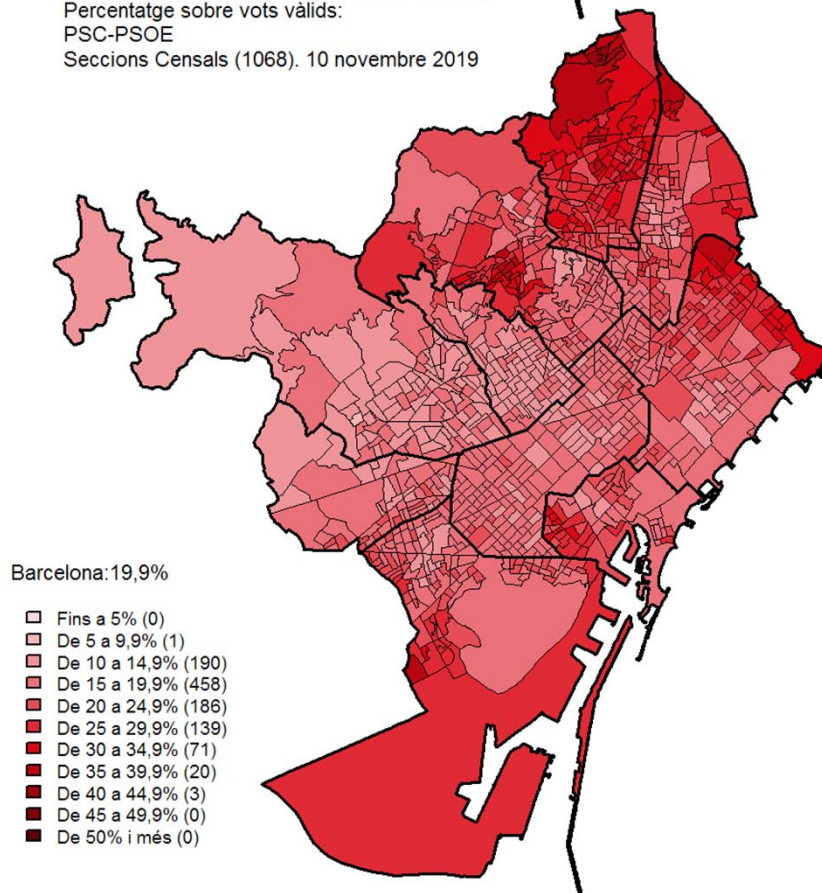 Percentatge sobre vots vàlids:
PSC-PSOE
Seccions Censals (1068). 10 novembre 2019
Barcelona:19,9%
Fins a 5% (0)
De 5 a 9,9% (1)
De 10 a 14,9% (190)
De 15 a 19,9% (458)
De 20 a 24,9% (186)
De 25 a 29,9% (139)
De 30 a 34,9% (71)
De 35 a 39,9% (20)
De 40 a 44,9% (3)
De 45 a 49,9% (0)
De 50% i més (0)